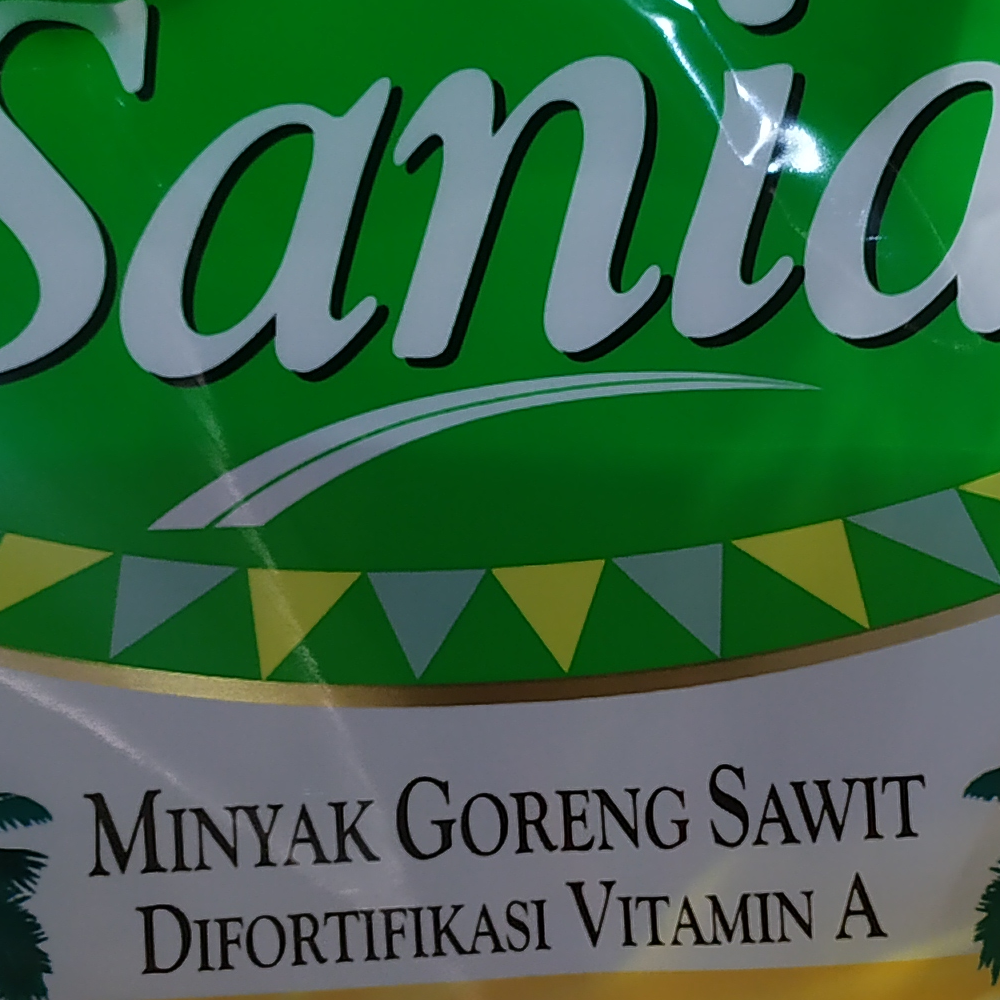 Sania
MINYAK GORENG SAWIT
DIFORTIFIKASI VITAMIN A